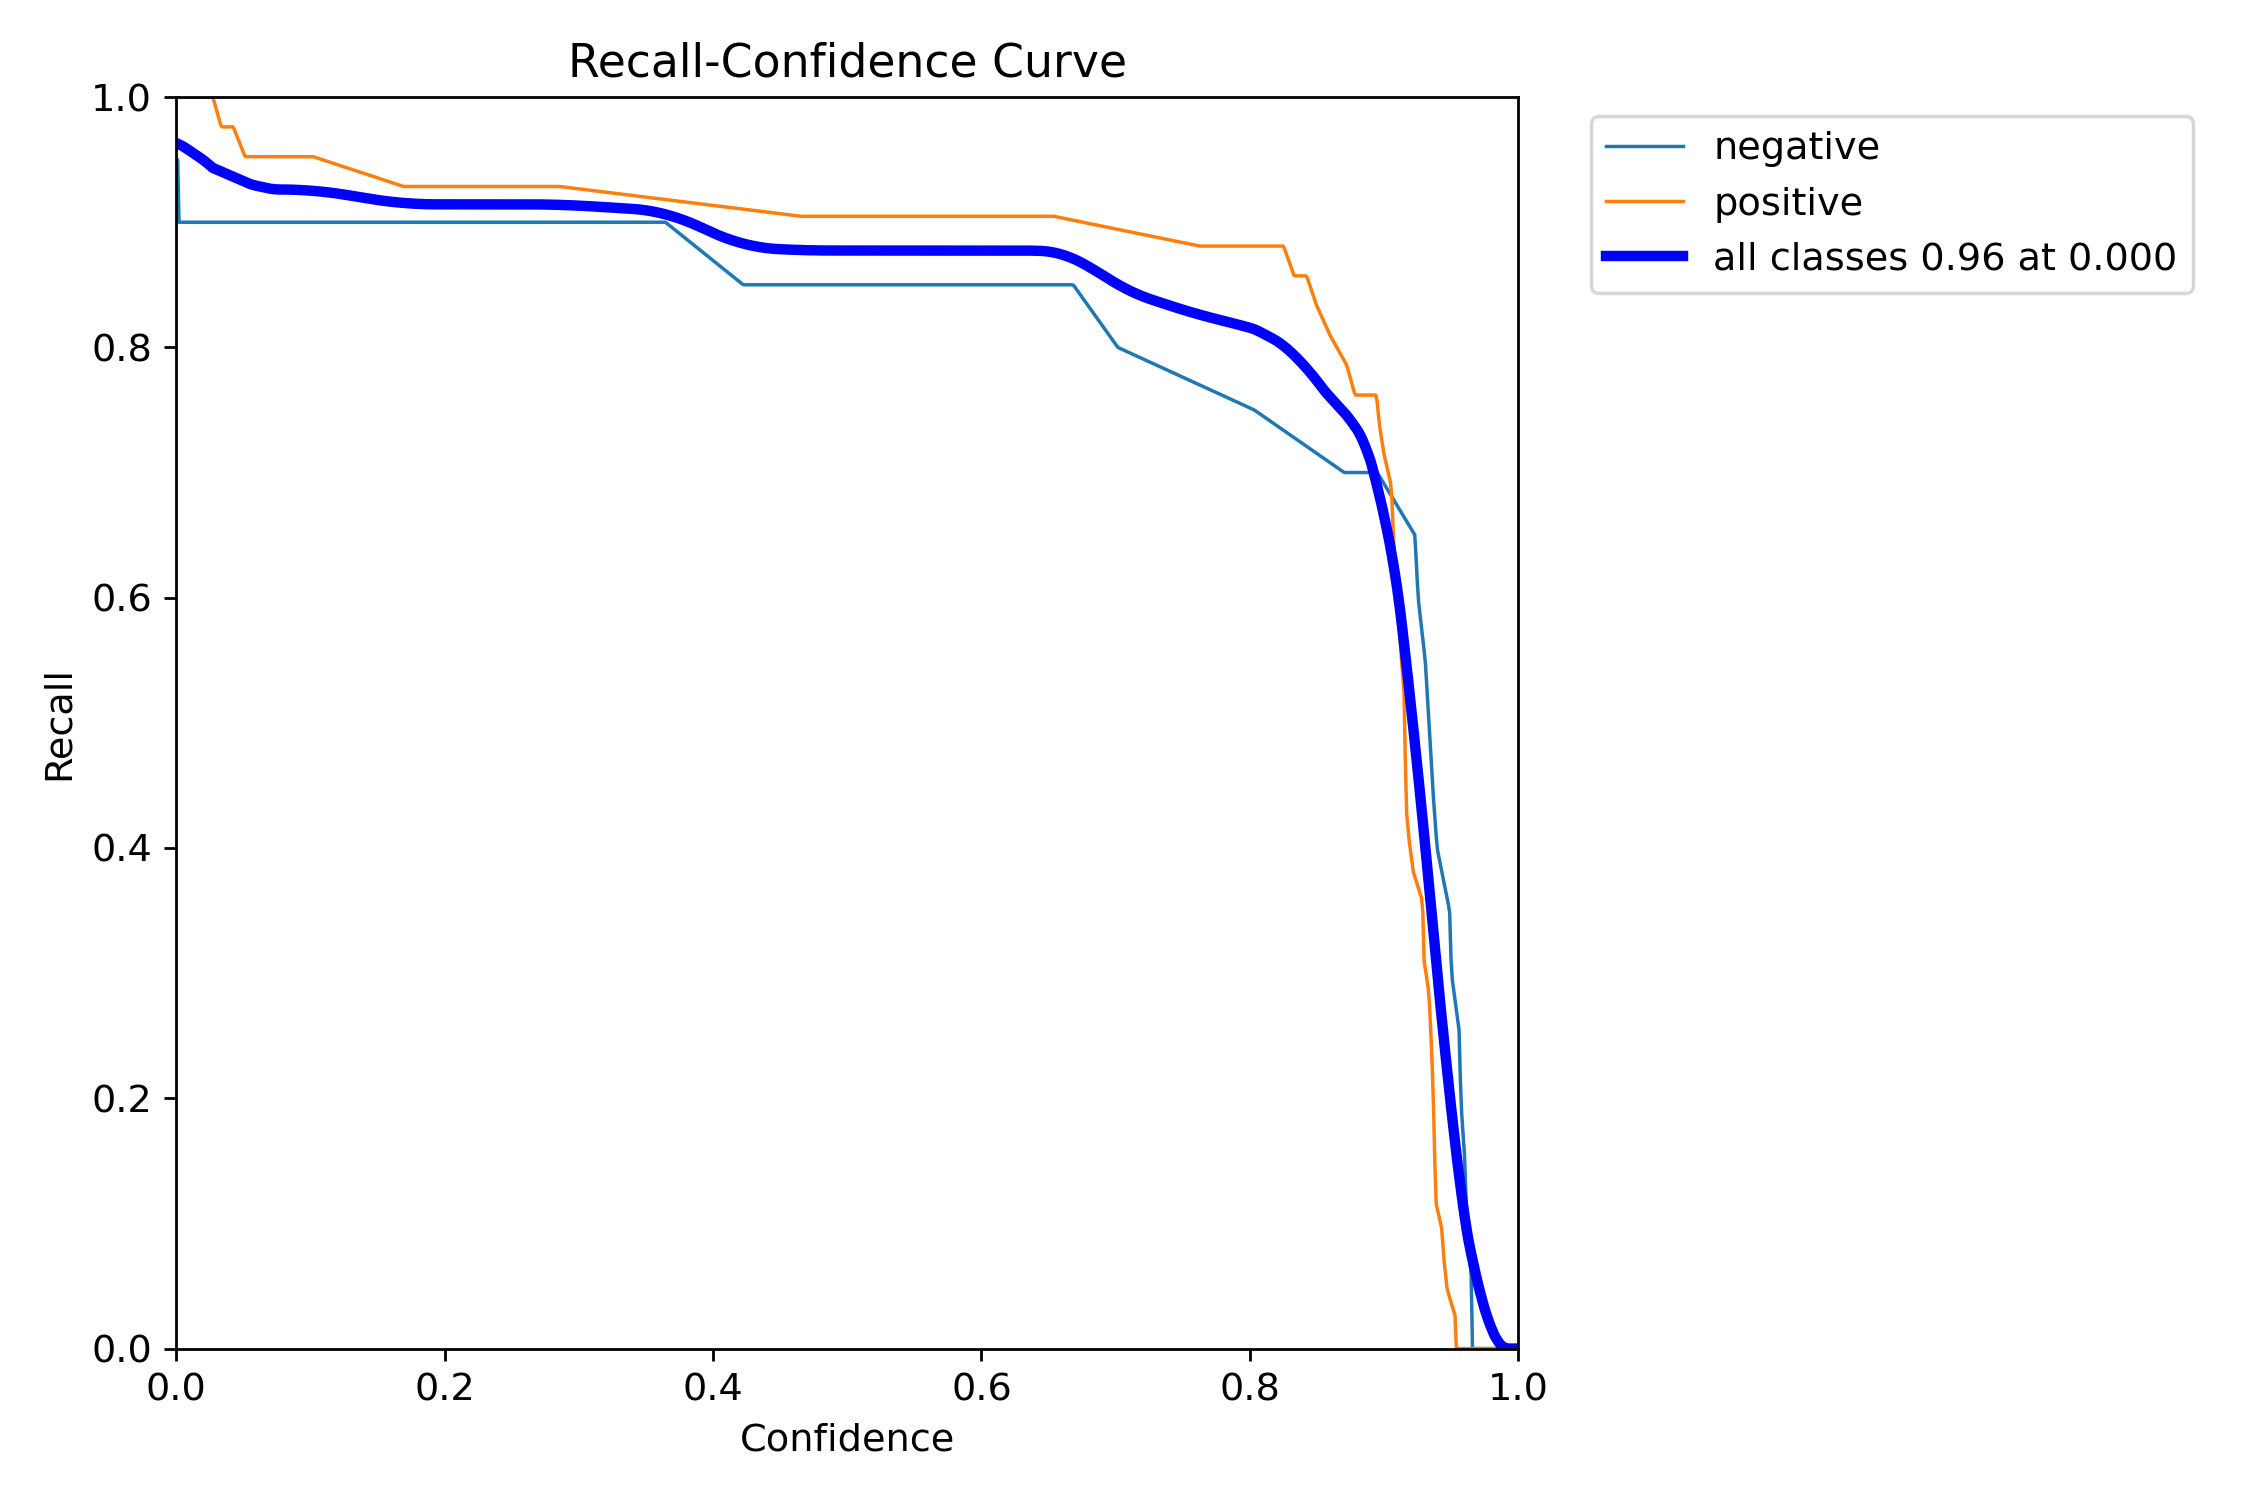 Recall-Confidence Curve
1.0
0.8
0.6
0.4
0.2
0.0
Recall
0.0 0.2 0.4 0.6 0.8 1.0
Confidence
negative
positive
all classes 0.96 at 0.000